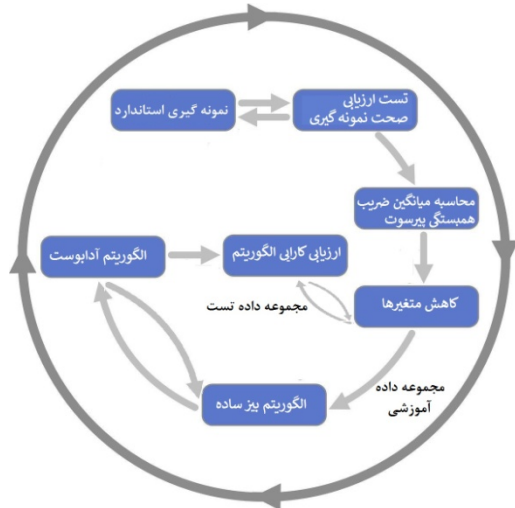 نمونه گیری استاندارد
تست ارزیابی
صحت نمونه گیری
محاسبه میانگین ضریب
همبستگی پیرسوت
کاهش متغیرها
ارزیابی کارایی الگوریتم
الگوریتم آدابوست
مجموعه داده تست
مجموعه داده
آموزشی
الگوریتم بیز ساده